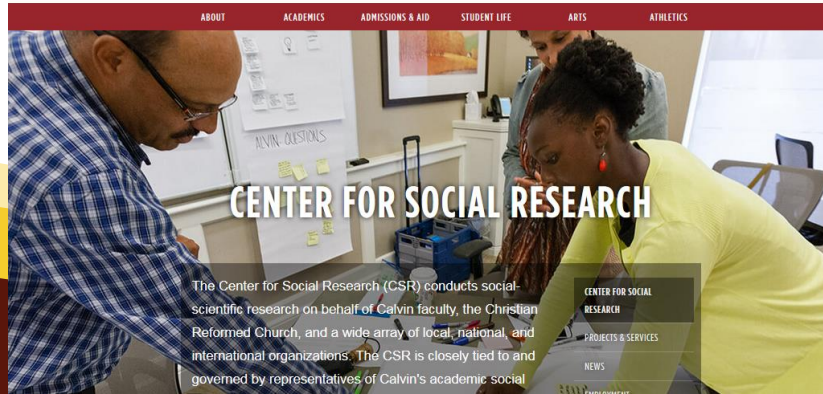 ABOUT ACADEMICS ADMISSIONS & AID STUDENT LIFE ARTS ATHLETICS
ALVIN QUESTIONS
CENTER FOR SOCIAL RESEARCH
The Center for Social Research (CSR) conducts social-
scientific research on behalf of Calvin faculty, the Christian
Reformed Church, and a wide array of local, national, and
international organizations. The CSR is closely tied to and
governed by representatives of Calvin's academic social
CENTER FOR SOCIAL
RESEARCH
PROJECTS & SERVICES
NEWS
EMPLOYMENT